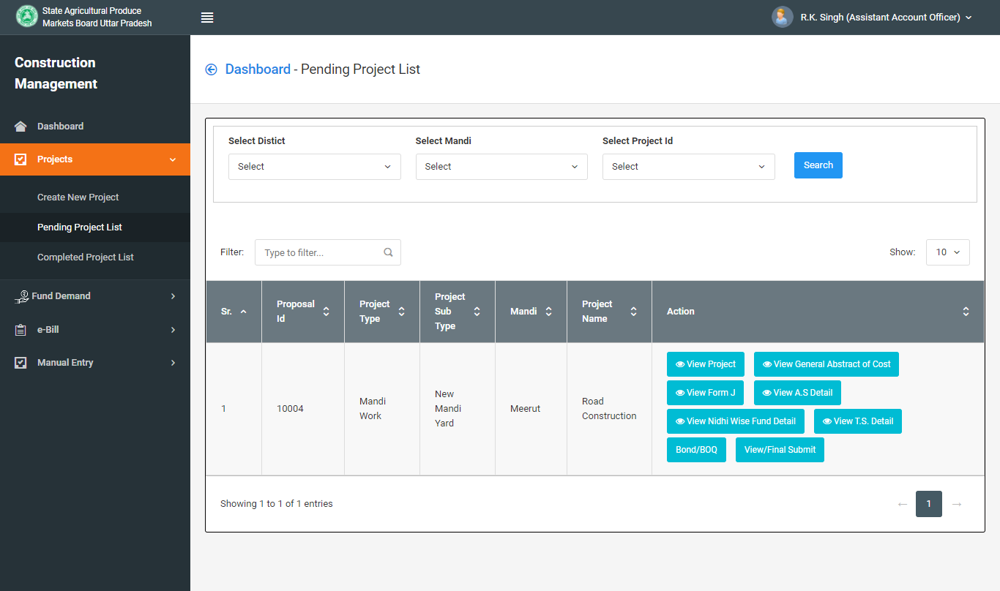 State Agricultural Produce
Markets Board Uttar Pradesh
R.K. Singh (Assistant Account Officer)
Construction
Management
Dashboard
Projects
Create New Project
Pending Project List
Completed Project List
Fund Demand
e-Bill
Manual Entry
Dashboard - Pending Project List
Select Distict
Select Mandi
Select Project Id
Select
Select
Select
Search
Filter:
Type to filter...
Show:
10
Sr.
Proposal
Id
Project
Type
Project
Sub
Type
Mandi
Project
Name
Action
1
10004
Mandi
Work
New
Mandi
Yard
Meerut
Road
Construction
View Project
View General Abstract of Cost
View Form J
View A.S Detail
View Nidhi Wise Fund Detail
View T.S. Detail
Bond/BOQ
View/Final Submit
Showing 1 to 1 of 1 entries
← 1 →